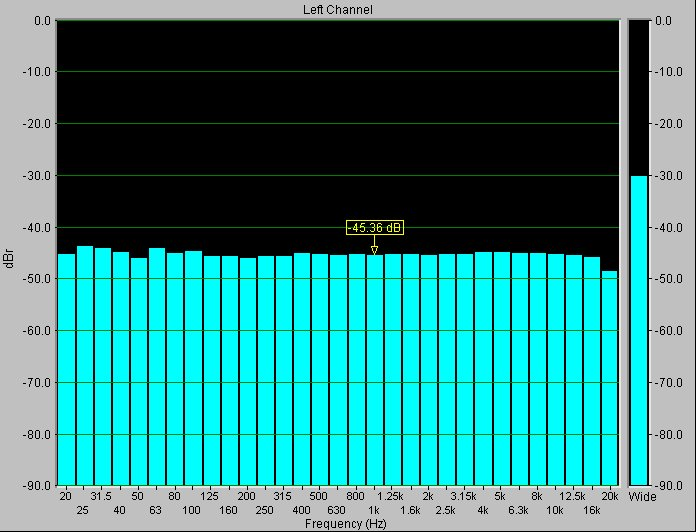 Left Channel
0.0 0.0
-10.0 -10.0
-20.0 -20.0
-30.0 -30.0
-40.0 -40.0
-45.36 dB
dBr
-50.0 -50.0
-60.0 -60.0
-70.0 -70.0
-80.0 -80.0
-90.0 -90.0
20 31.5 50 80 125 200 315 500 800 1.25k 2k 3.15k 5k 8k 12.5k 20k Wide
25 40 63 100 160 250 400 630 1k 1.6k 2.5k 4k 6.3k 10k 16k
Frequency (Hz)